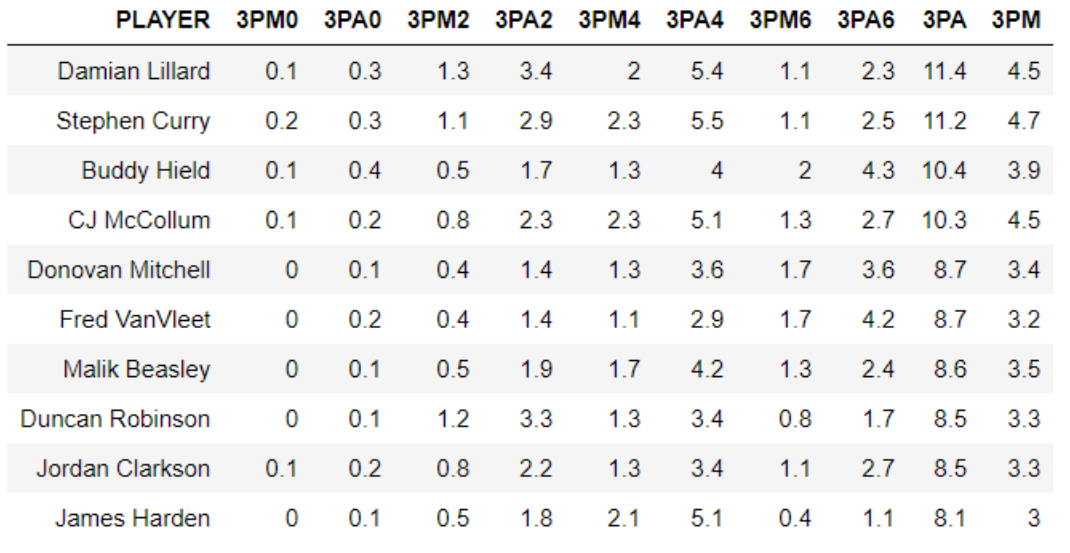 PLAYER 3PM0 3PA0 3PM2 3PA2 3PM4 3PA4 3PM6 3PA6 3PA 3PM
Damian Lillard 0.1 0.3 1.3 3.4 2 5.4 1.1 2.3 11.4 4.5
Stephen Curry 0.2 0.3 1.1 2.9 2.3 5.5 1.1 2.5 11.2 4.7
Buddy Hield 0.1 0.4 0.5 1.7 1.3 4 2 4.3 10.4 3.9
CJ McCollum 0.1 0.2 0.8 2.3 2.3 5.1 1.3 2.7 10.3 4.5
Donovan Mitchell 0 0.1 0.4 1.4 1.3 3.6 1.7 3.6 8.7 3.4
Fred VanVleet 0 0.2 0.4 1.4 1.1 2.9 1.7 4.2 8.7 3.2
Malik Beasley 0 0.1 0.5 1.9 1.7 4.2 1.3 2.4 8.6 3.5
Duncan Robinson 0 0.1 1.2 3.3 1.3 3.4 0.8 1.7 8.5 3.3
Jordan Clarkson 0.1 0.2 0.8 2.2 1.3 3.4 1.1 2.7 8.5 3.3
James Harden 0 0.1 0.5 1.8 2.1 5.1 0.4 1.1 8.1 3